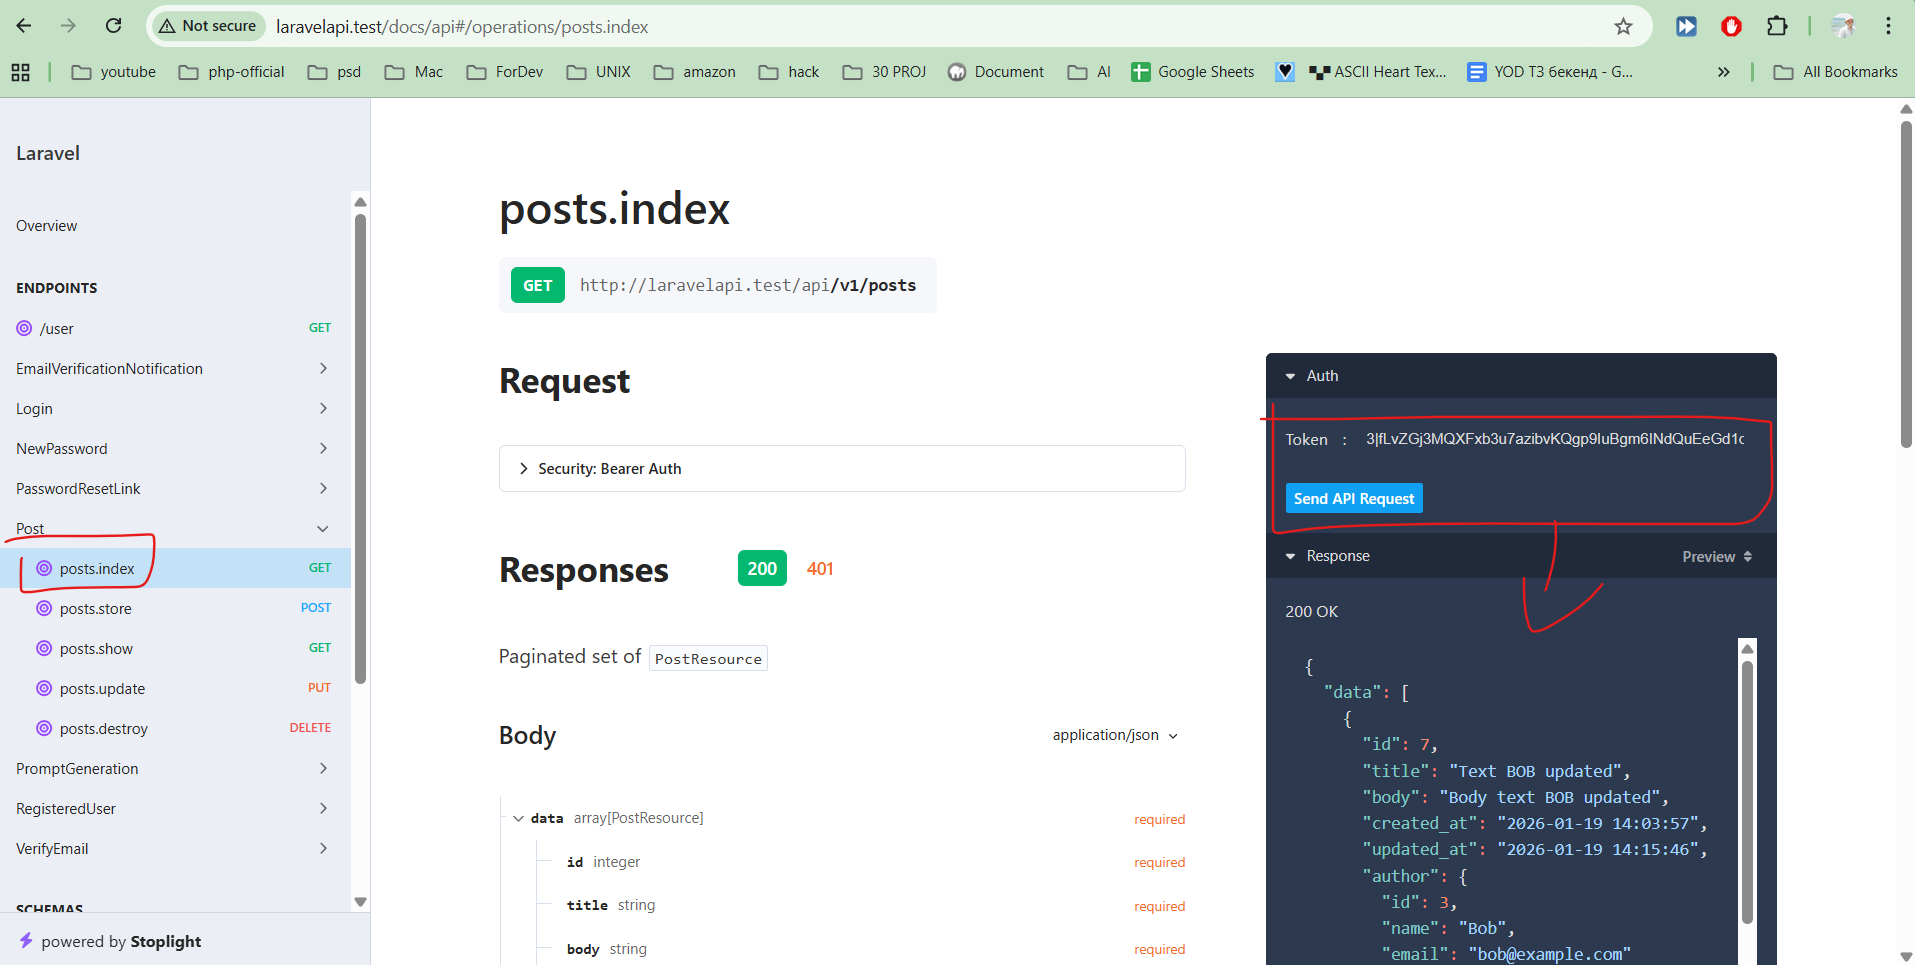 Not secure
laravelapi.test/docs/api#/operations/posts.index
youtube
php-official
psd
Mac
ForDev
UNIX
amazon
hack
30 PROJ
Document
AI
Google Sheets
ASCII Heart Tex...
YOD ТЗ бекенд - G...
All Bookmarks
Laravel
Overview
ENDPOINTS
/user GET
EmailVerificationNotification
Login
NewPassword
PasswordResetLink
Post
posts.index GET
posts.store POST
posts.show GET
posts.update PUT
posts.destroy DELETE
PromptGeneration
RegisteredUser
VerifyEmail
SCHEMAS
powered by Stoplight
posts.index
GET http://laravelapi.test/api/v1/posts
Request
Security: Bearer Auth
Responses 200 401
Paginated set of PostResource
Body application/json
data array[PostResource] required
id integer required
title string required
body string required
Auth
Token : 3|fLvZGj3MQXFxb3u7azibvKQgp9IuBgm6INdQuEeGd1c
Send API Request
Response Preview
200 OK
{
"data": [
{
"id": 7,
"title": "Text BOB updated",
"body": "Body text BOB updated",
"created_at": "2026-01-19 14:03:57",
"updated_at": "2026-01-19 14:15:46",
"author": {
"id": 3,
"name": "Bob",
"email": "bob@example.com"